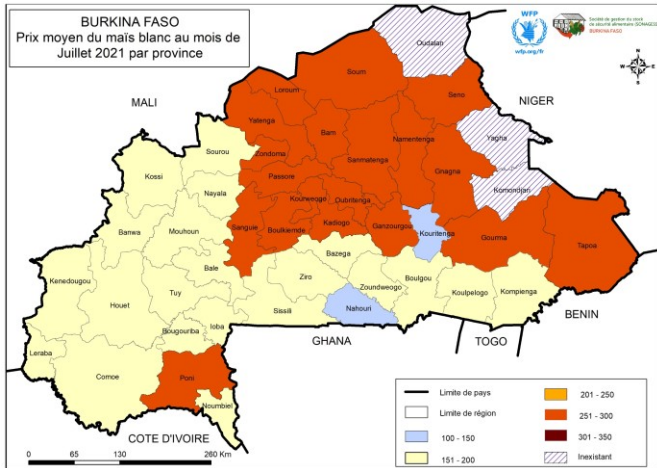 BURKINA FASO
Prix moyen du maïs blanc au mois de
Juillet 2021 par province
WFP
wfp.org/fr
Société de gestion du stock
de sécurité alimentaire (SONAGESS)
BURKINA FASO
N
S
MALI
NIGER
BENIN
TOGO
GHANA
COTE D'IVOIRE
Oudalan
Soum
Loroum
Seno
Yatenga
Bam
Namentenga
Yagha
Sourou
Zondoma
Sanmatenga
Gnagna
Kossi
Passore
Komondjari
Nayala
Kourweogo
Oubritenga
Banwa
Mouhoun
Sanguie
Boulkiemde
Kadiogo
Ganzourgou
Kouritenga
Gourma
Tapoa
Bale
Bazega
Kenedougou
Ziro
Boulgou
Zoundweogo
Koulpelogo
Kompienga
Houet
Tuy
Sissili
Nahouri
Ioba
Bougouriba
Leraba
Comoe
Poni
Noumbiel
0 65 130 260 Km
Limite de pays
Limite de région
100 - 150
151 - 200
201 - 250
251 - 300
301 - 350
Inexistant